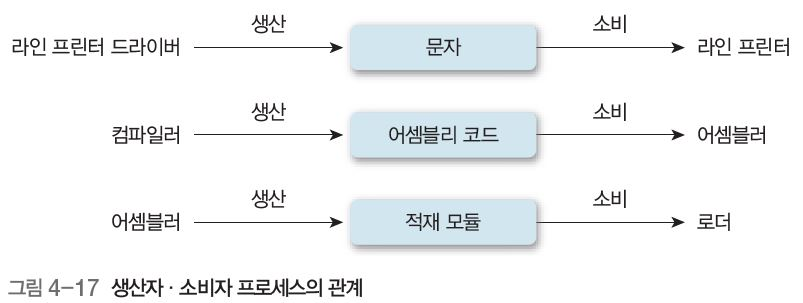 생산 소비
라인 프린터 드라이버 문자 라인 프린터
생산 소비
컴파일러 어셈블리 코드 어셈블러
생산 소비
어셈블러 적재 모듈 로더
그림 4-17 생산자·소비자 프로세스의 관계